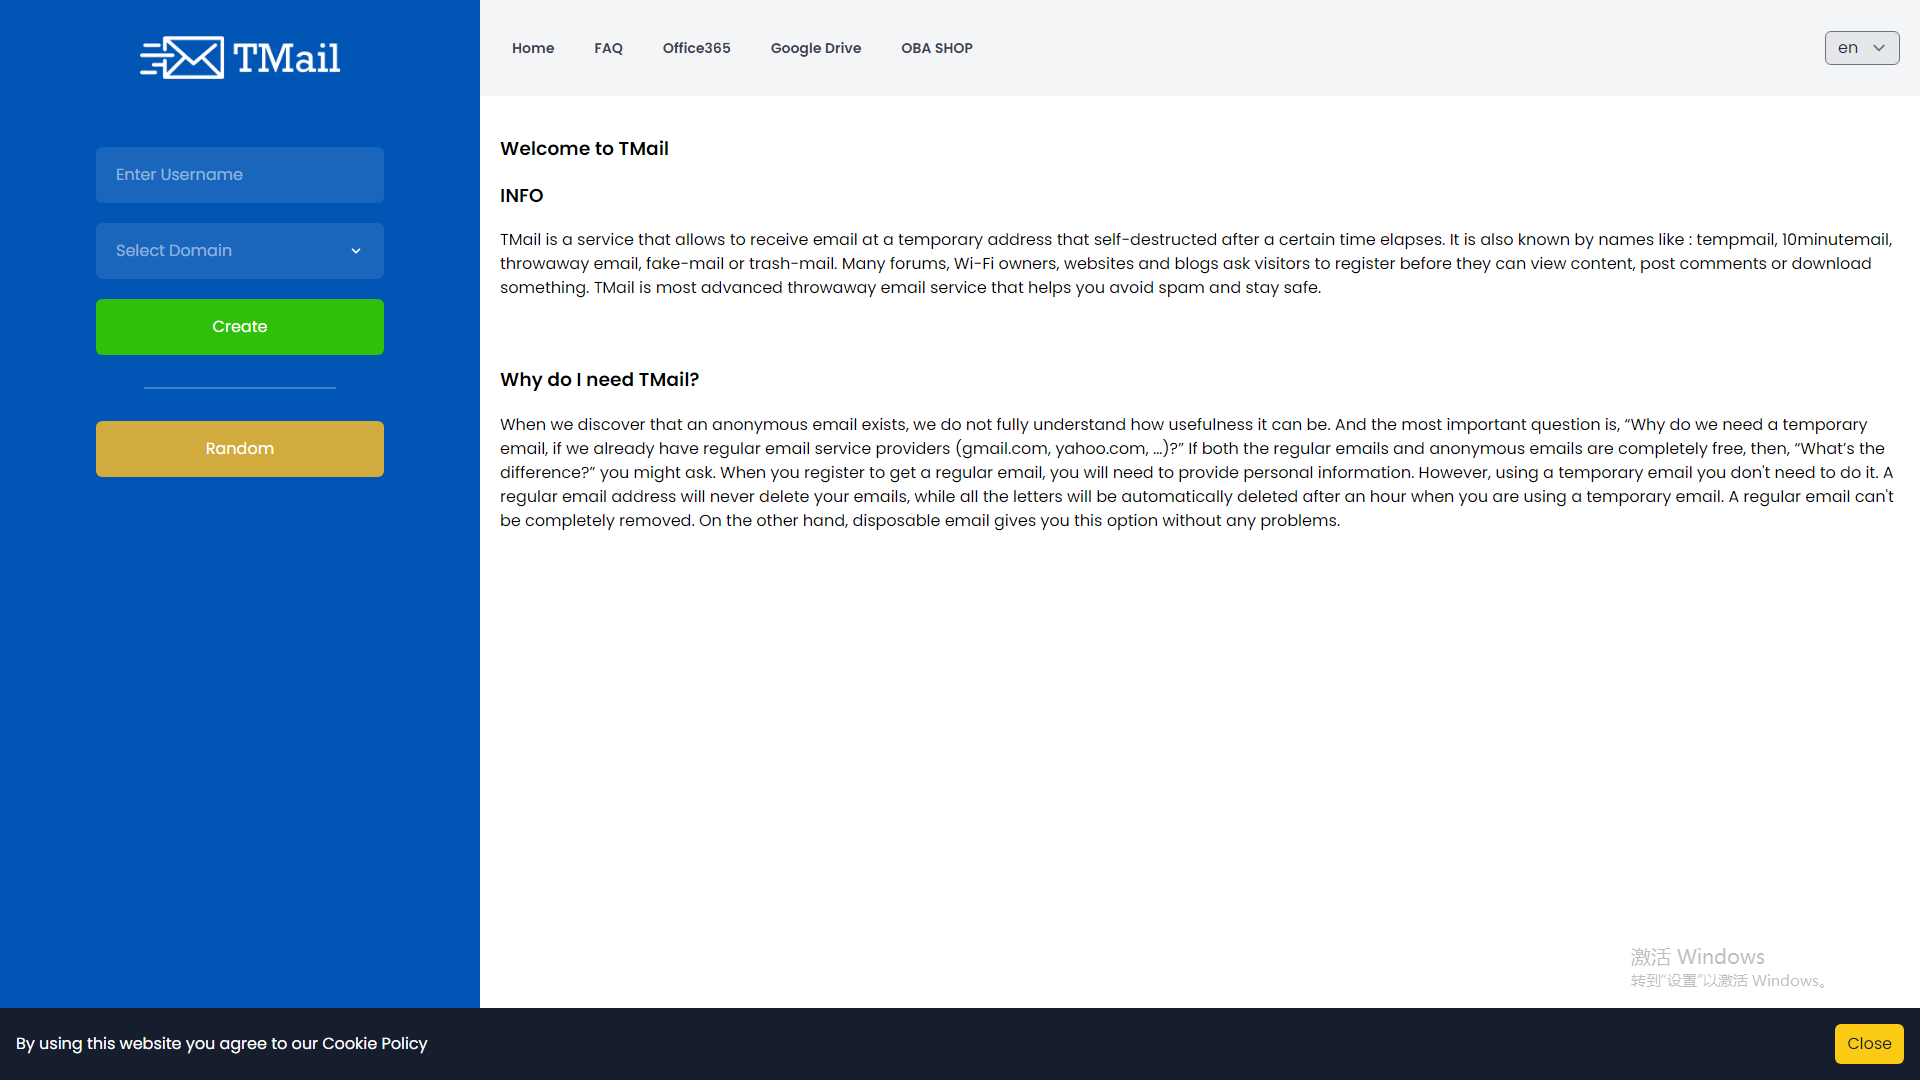 TMail
Home
FAQ
Office365
Google Drive
OBA SHOP
en
Enter Username
Select Domain
Create
Random
Welcome to TMail
INFO
TMail is a service that allows to receive email at a temporary address that self-destructed after a certain time elapses. It is also known by names like : tempmail, 10minutemail,
throwaway email, fake-mail or trash-mail. Many forums, Wi-Fi owners, websites and blogs ask visitors to register before they can view content, post comments or download
something. TMail is most advanced throwaway email service that helps you avoid spam and stay safe.
Why do I need TMail?
When we discover that an anonymous email exists, we do not fully understand how usefulness it can be. And the most important question is, “Why do we need a temporary
email, if we already have regular email service providers (gmail.com, yahoo.com, …)?” If both the regular emails and anonymous emails are completely free, then, “What’s the
difference?” you might ask. When you register to get a regular email, you will need to provide personal information. However, using a temporary email you don't need to do it. A
regular email address will never delete your emails, while all the letters will be automatically deleted after an hour when you are using a temporary email. A regular email can't
be completely removed. On the other hand, disposable email gives you this option without any problems.
激活 Windows
转到“设置”以激活 Windows。
By using this website you agree to our Cookie Policy
Close